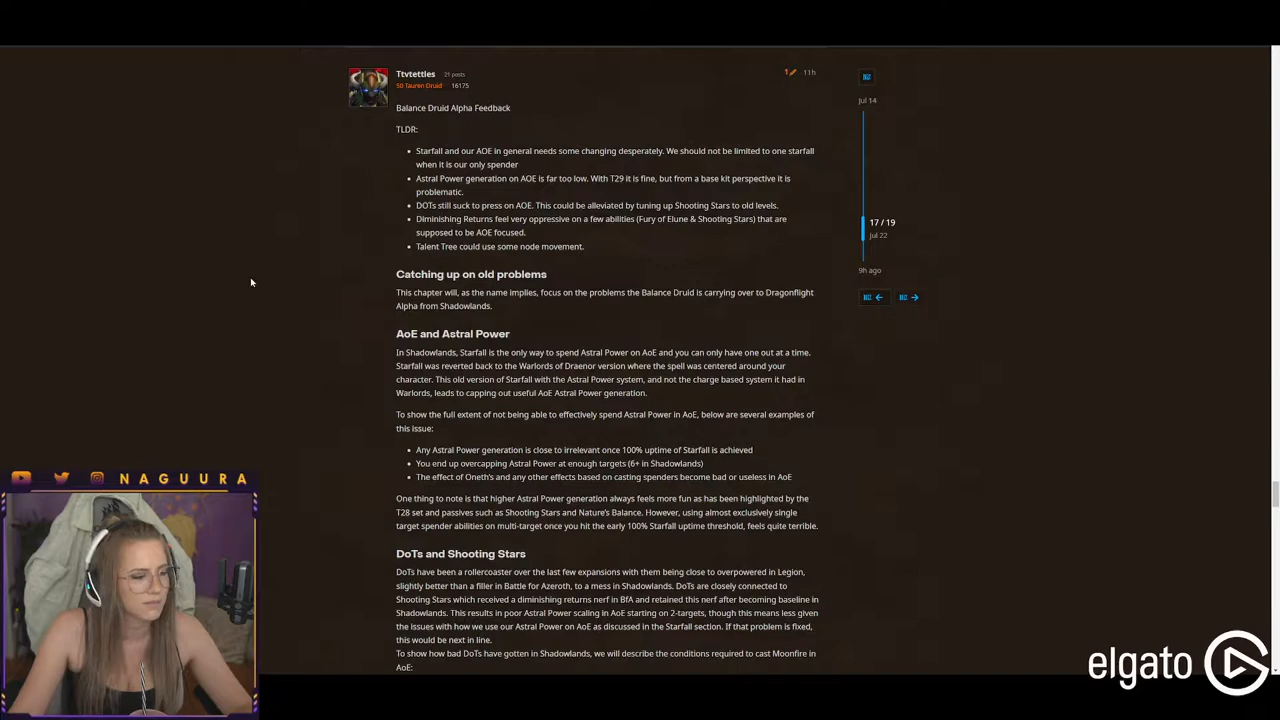 Ttvtettles 21 posts
1 11h
50 Tauren Druid 16175
Balance Druid Alpha Feedback
TLDR:
• Starfall and our AOE in general needs some changing desperately. We should not be limited to one starfall
when it is our only spender
• Astral Power generation on AOE is far too low. With T29 it is fine, but from a base kit perspective it is
problematic.
• DOTs still suck to press on AOE. This could be alleviated by tuning up Shooting Stars to old levels.
• Diminishing Returns feel very oppressive on a few abilities (Fury of Elune & Shooting Stars) that are
supposed to be AOE focused.
• Talent Tree could use some node movement.
Catching up on old problems
This chapter will, as the name implies, focus on the problems the Balance Druid is carrying over to Dragonflight
Alpha from Shadowlands.
AoE and Astral Power
In Shadowlands, Starfall is the only way to spend Astral Power on AoE and you can only have one out at a time.
Starfall was reverted back to the Warlords of Draenor version where the spell was centered around your
character. This old version of Starfall with the Astral Power system, and not the charge based system it had in
Warlords, leads to capping out useful AoE Astral Power generation.
To show the full extent of not being able to effectively spend Astral Power in AoE, below are several examples of
this issue:
• Any Astral Power generation is close to irrelevant once 100% uptime of Starfall is achieved
• You end up overcapping Astral Power at enough targets (6+ in Shadowlands)
• The effect of Oneth's and any other effects based on casting spenders become bad or useless in AoE
One thing to note is that higher Astral Power generation always feels more fun as has been highlighted by the
T28 set and passives such as Shooting Stars and Nature's Balance. However, using almost exclusively single
target spender abilities on multi-target once you hit the early 100% Starfall uptime threshold, feels quite terrible.
DoTs and Shooting Stars
DoTs have been a rollercoaster over the last few expansions with them being close to overpowered in Legion,
slightly better than a filler in Battle for Azeroth, to a mess in Shadowlands. DoTs are closely connected to
Shooting Stars which received a diminishing returns nerf in BfA and retained this nerf after becoming baseline in
Shadowlands. This results in poor Astral Power scaling in AoE starting on 2-targets, though this means less given
the issues with how we use our Astral Power on AoE as discussed in the Starfall section. If that problem is fixed,
this would be next in line.
To show how bad DoTs have gotten in Shadowlands, we will describe the conditions required to cast Moonfire in
AoE:
Jul 14
17 / 19
Jul 22
9h ago
NAGUURA
elgato